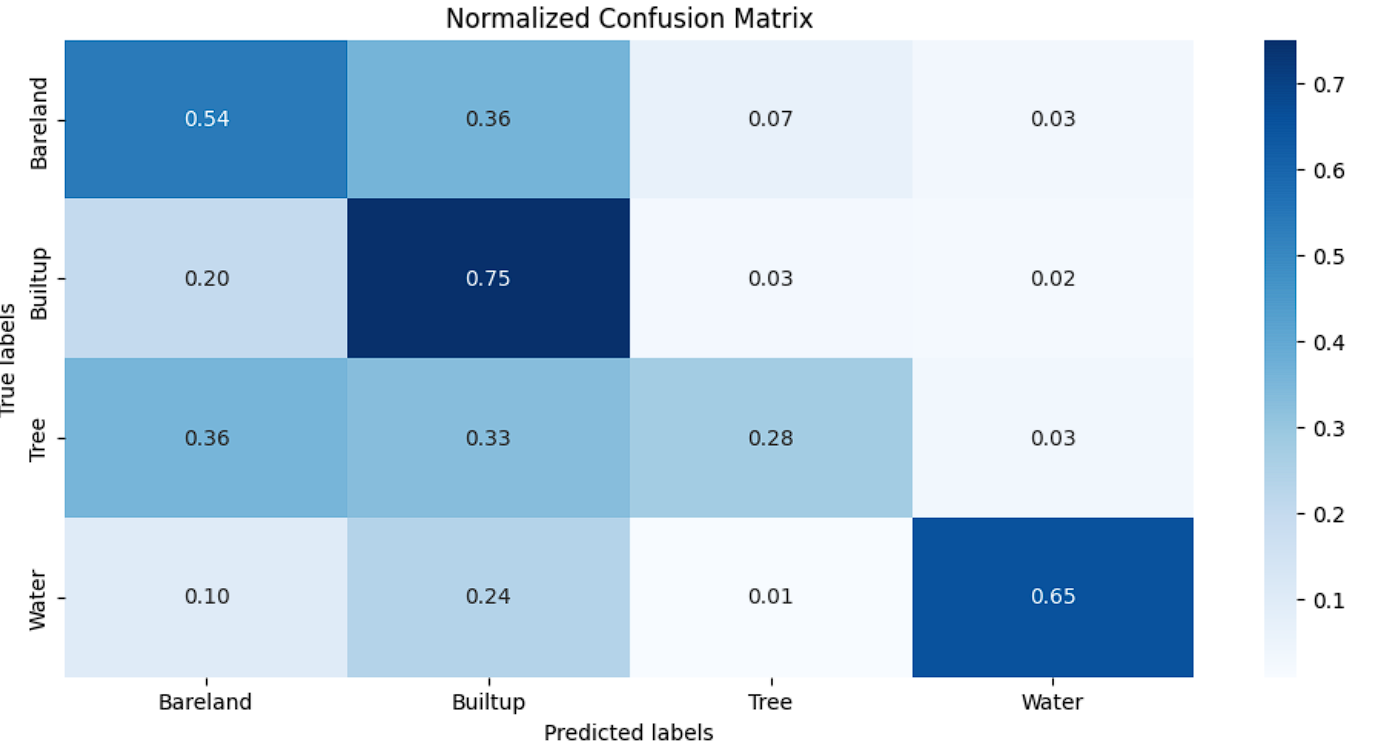 Normalized Confusion Matrix
True labels
Bareland 0.54 0.36 0.07 0.03
Builtup 0.20 0.75 0.03 0.02
Tree 0.36 0.33 0.28 0.03
Water 0.10 0.24 0.01 0.65
Bareland Builtup Tree Water
Predicted labels
0.7
0.6
0.5
0.4
0.3
0.2
0.1